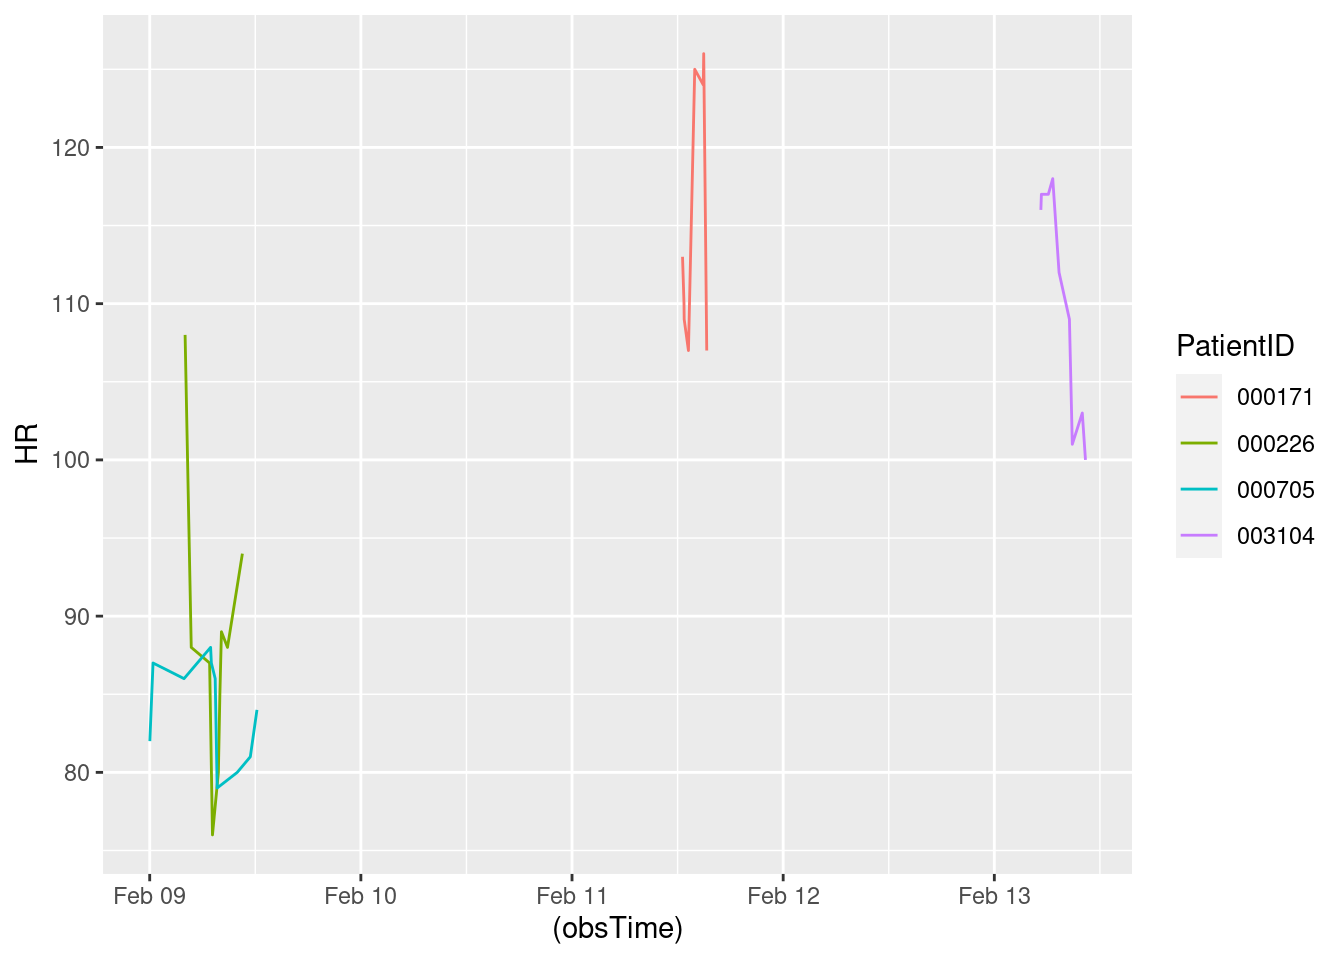 120
110
100
90
80
HR
Feb 09
Feb 10
Feb 11
Feb 12
Feb 13
(obsTime)
PatientID
000171
000226
000705
003104